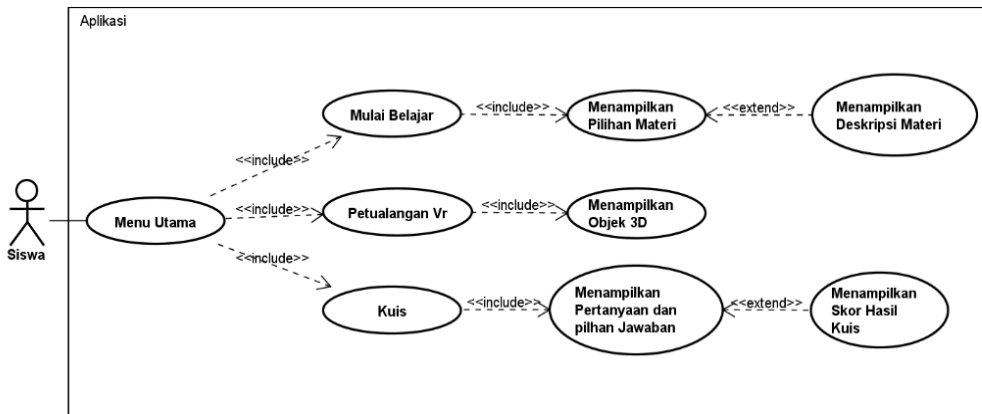 Aplikasi
Mulai Belajar
<<include>>
Menampilkan
Pilihan Materi
<<extend>>
Menampilkan
Deskripsi Materi
<<include>>
Siswa
Menu Utama
<<include>>
Petualangan Vr
<<include>>
Menampilkan
Objek 3D
<<include>>
Kuis
<<include>>
Menampilkan
Pertanyaan dan
pilhan Jawaban
<<extend>>
Menampilkan
Skor Hasil
Kuis